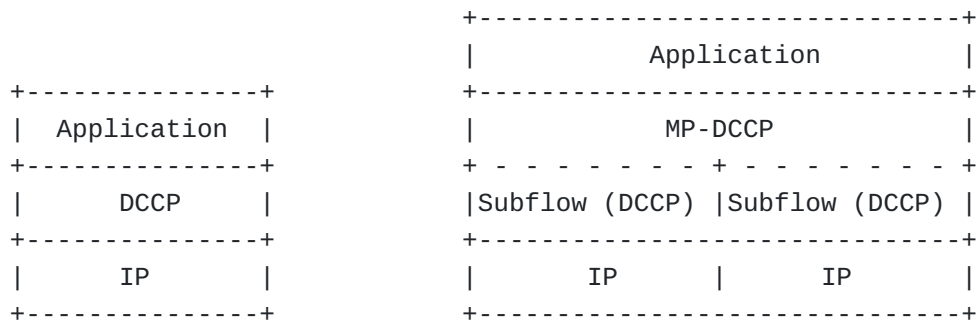 +-------------------------------+
                              |           Application         |
+---------------+             +-------------------------------+
|  Application  |             |            MP-DCCP            |
+---------------+             + - - - - - - - + - - - - - - - +
|      DCCP     |             |Subflow (DCCP) |Subflow (DCCP) |
+---------------+             +-------------------------------+
|      IP       |             |       IP      |      IP       |
+---------------+             +-------------------------------+